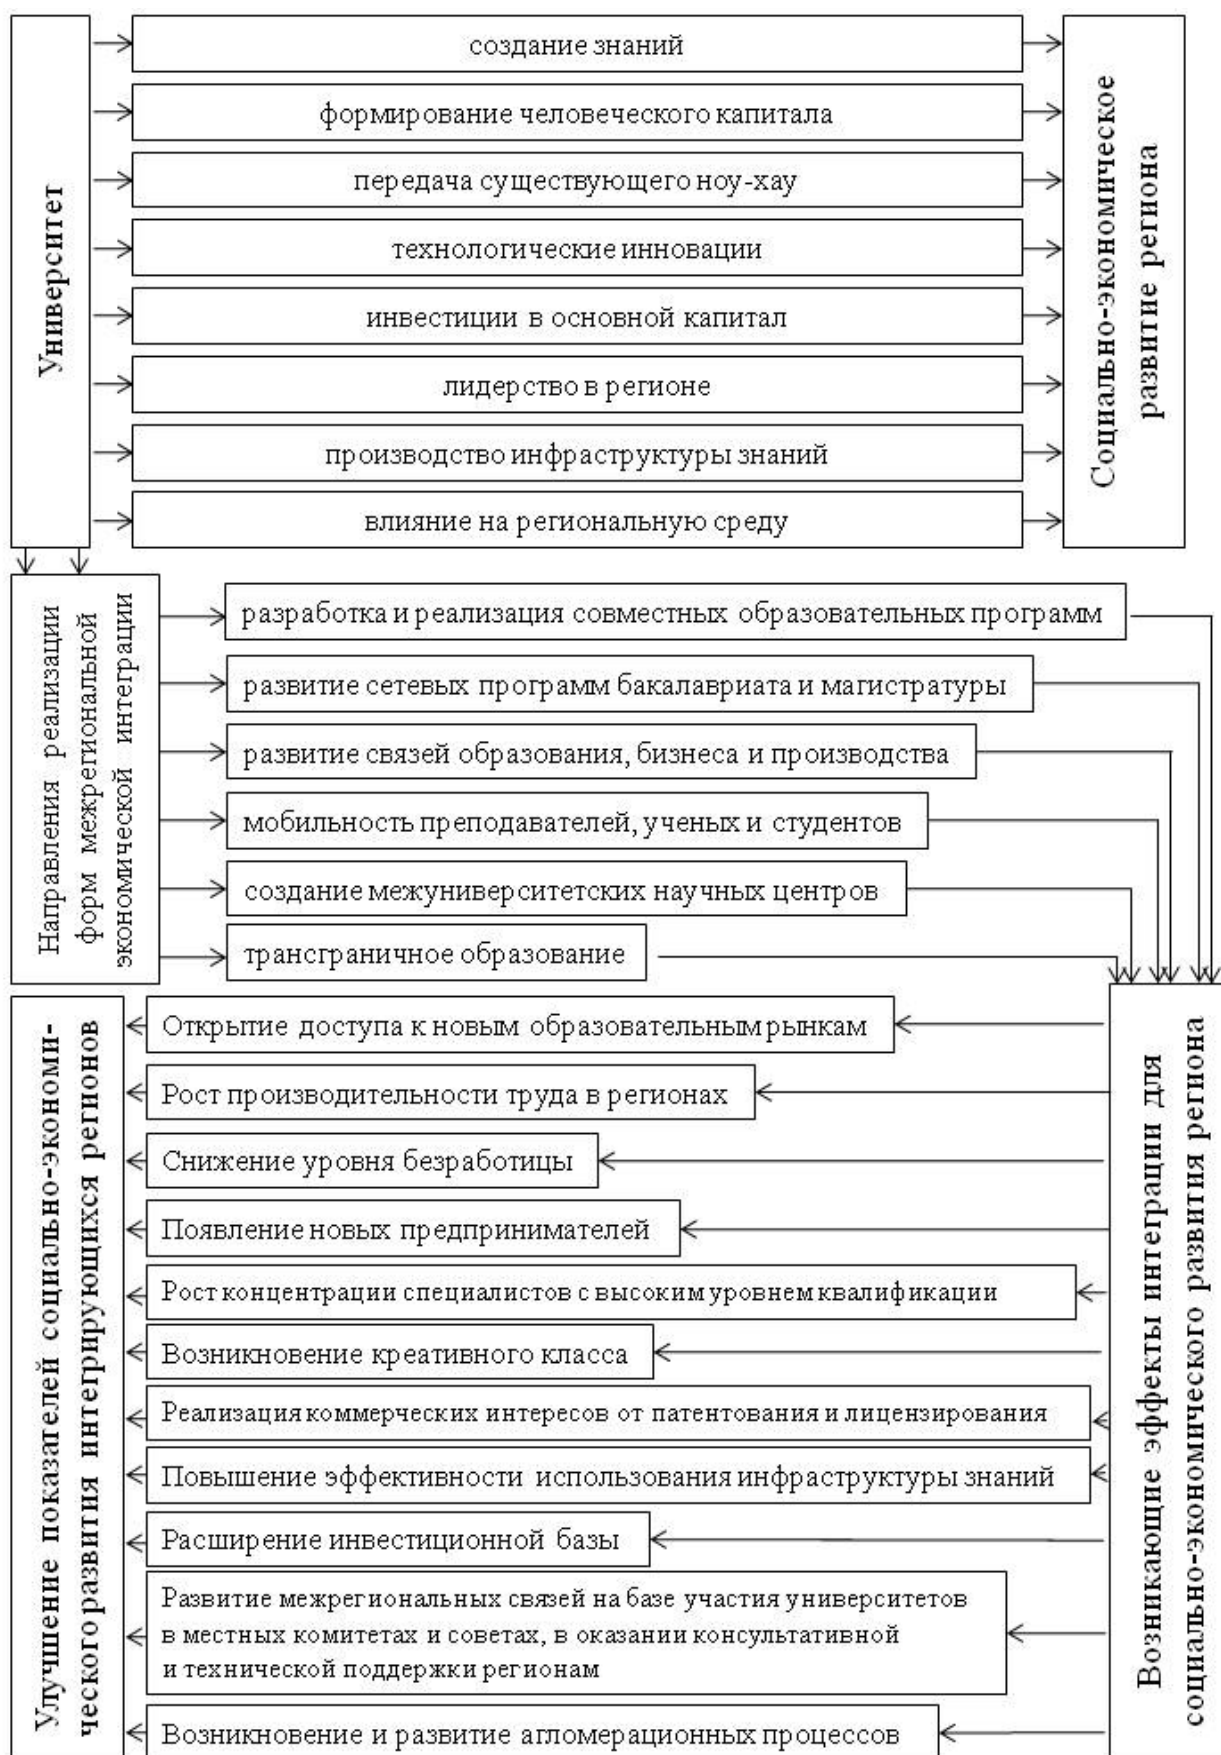 Университет
создание знаний
формирование человеческого капитала
передача существующего ноу-хау
технологические инновации
инвестиции в основной капитал
лидерство в регионе
производство инфраструктуры знаний
влияние на региональную среду
Социально-экономическое
развитие региона
Направления реализации
форм межрегиональной
экономической интеграции
разработка и реализация совместных образовательных программ
развитие сетевых программ бакалавриата и магистратуры
развитие связей образования, бизнеса и производства
мобильность преподавателей, ученых и студентов
создание межуниверситетских научных центров
трансграничное образование
Возникающие эффекты интеграции для
социально-экономического развития региона
Открытие доступа к новым образовательным рынкам
Рост производительности труда в регионах
Снижение уровня безработицы
Появление новых предпринимателей
Рост концентрации специалистов с высоким уровнем квалификации
Возникновение креативного класса
Реализация коммерческих интересов от патентования и лицензирования
Повышение эффективности использования инфраструктуры знаний
Расширение инвестиционной базы
Развитие межрегиональных связей на базе участия университетов
в местных комитетах и советах, в оказании консультативной
и технической поддержки регионам
Возникновение и развитие агломерационных процессов
Улучшение показателей социально-экономи-
ческого развития интегрирующихся регионов